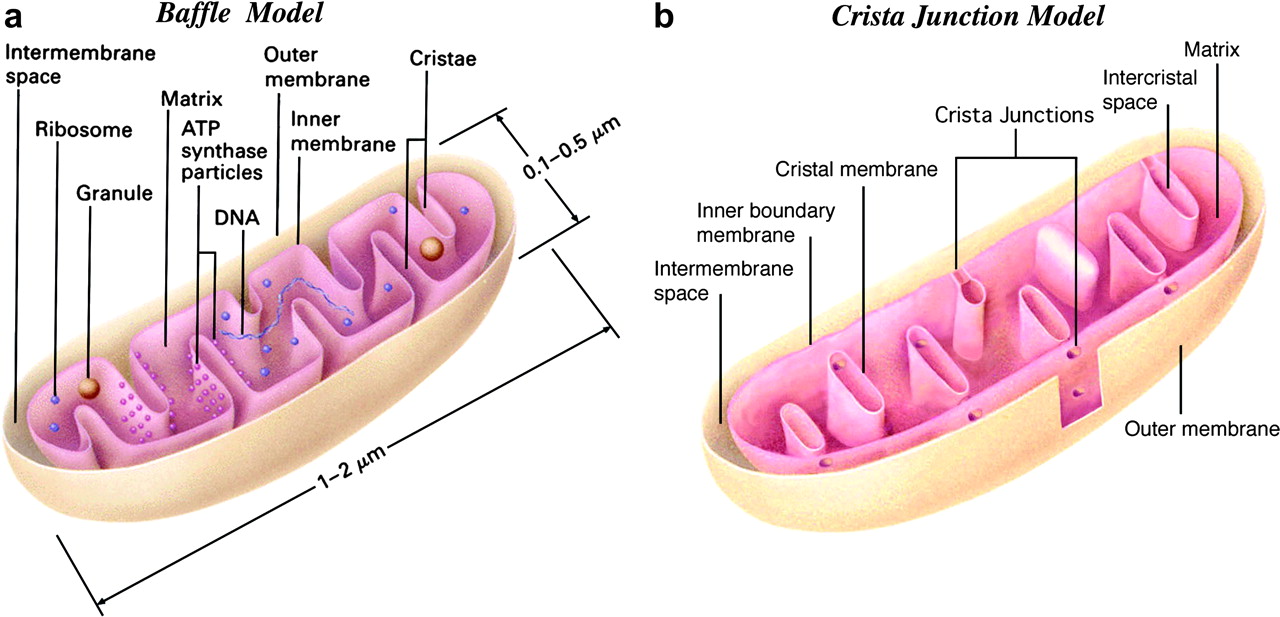 a
Baffle Model
Intermembrane
space
Ribosome
Granule
Matrix
ATP
synthase
particles
DNA
Outer
membrane
Inner
membrane
Cristae
0.1–0.5 μm
1–2 μm
b
Crista Junction Model
Matrix
Intercristal
space
Crista Junctions
Cristal membrane
Inner boundary
membrane
Intermembrane
space
Outer membrane